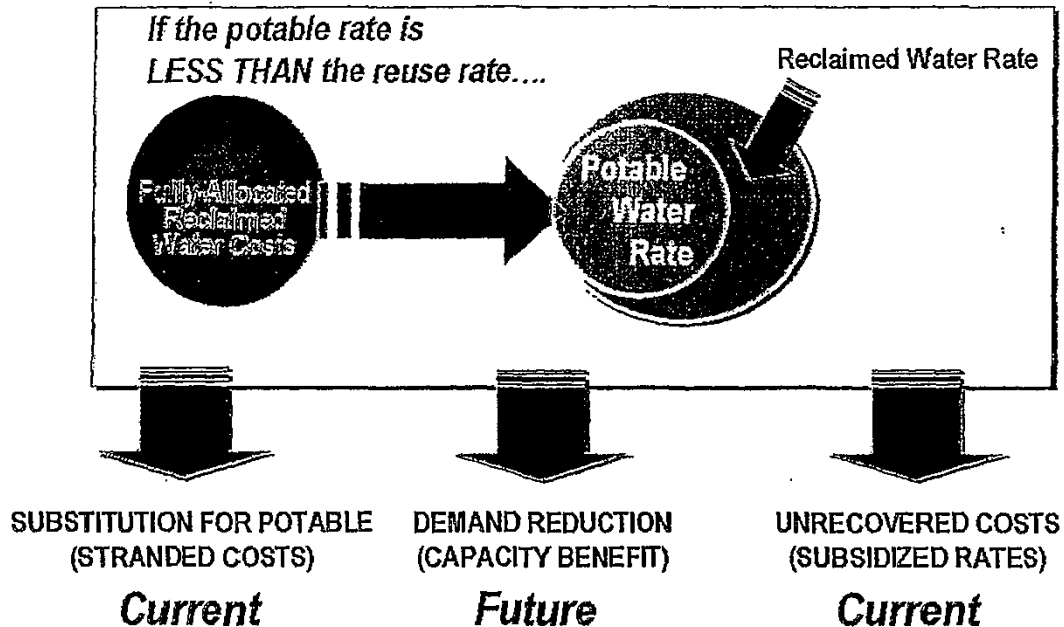 If the potable rate is
LESS THAN the reuse rate....
Reclaimed Water Rate
Fully-Allocated
Reclaimed
Water Costs
Potable
Water
Rate
SUBSTITUTION FOR POTABLE
(STRANDED COSTS)
Current
DEMAND REDUCTION
(CAPACITY BENEFIT)
Future
UNRECOVERED COSTS
(SUBSIDIZED RATES)
Current